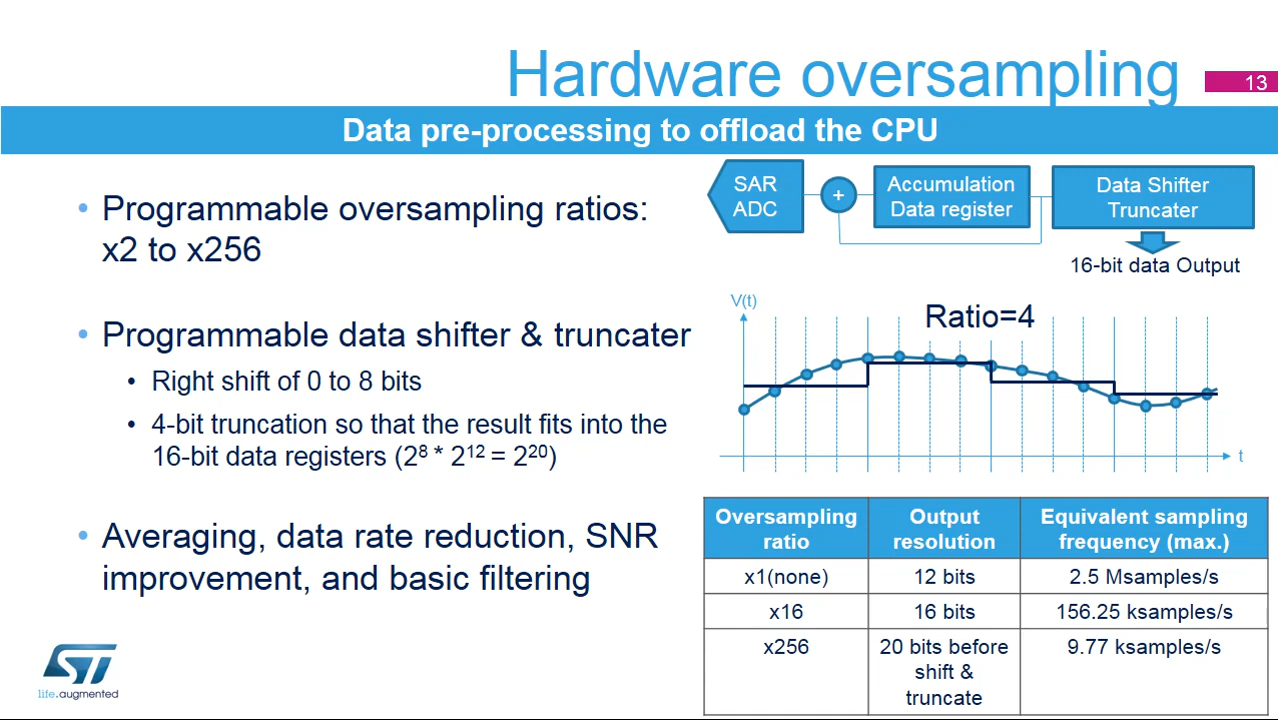 Hardware oversampling
13
Data pre-processing to offload the CPU
• Programmable oversampling ratios:
x2 to x256
• Programmable data shifter & truncater
• Right shift of 0 to 8 bits
• 4-bit truncation so that the result fits into the
16-bit data registers (2⁸ * 2¹² = 2²⁰)
• Averaging, data rate reduction, SNR
improvement, and basic filtering
SAR
ADC
+
Accumulation
Data register
Data Shifter
Truncater
16-bit data Output
V(t)
Ratio=4
t
Oversampling
ratio
Output
resolution
Equivalent sampling
frequency (max.)
x1(none)
12 bits
2.5 Msamples/s
x16
16 bits
156.25 ksamples/s
x256
20 bits before
shift &
truncate
9.77 ksamples/s
ST
life.augmented